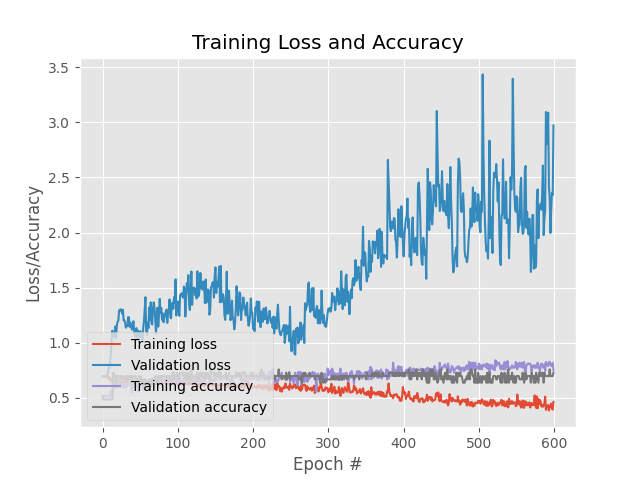 Training Loss and Accuracy
3.5
3.0
2.5
2.0
1.5
1.0
0.5
Loss/Accuracy
Training loss
Validation loss
Training accuracy
Validation accuracy
0 100 200 300 400 500 600
Epoch #